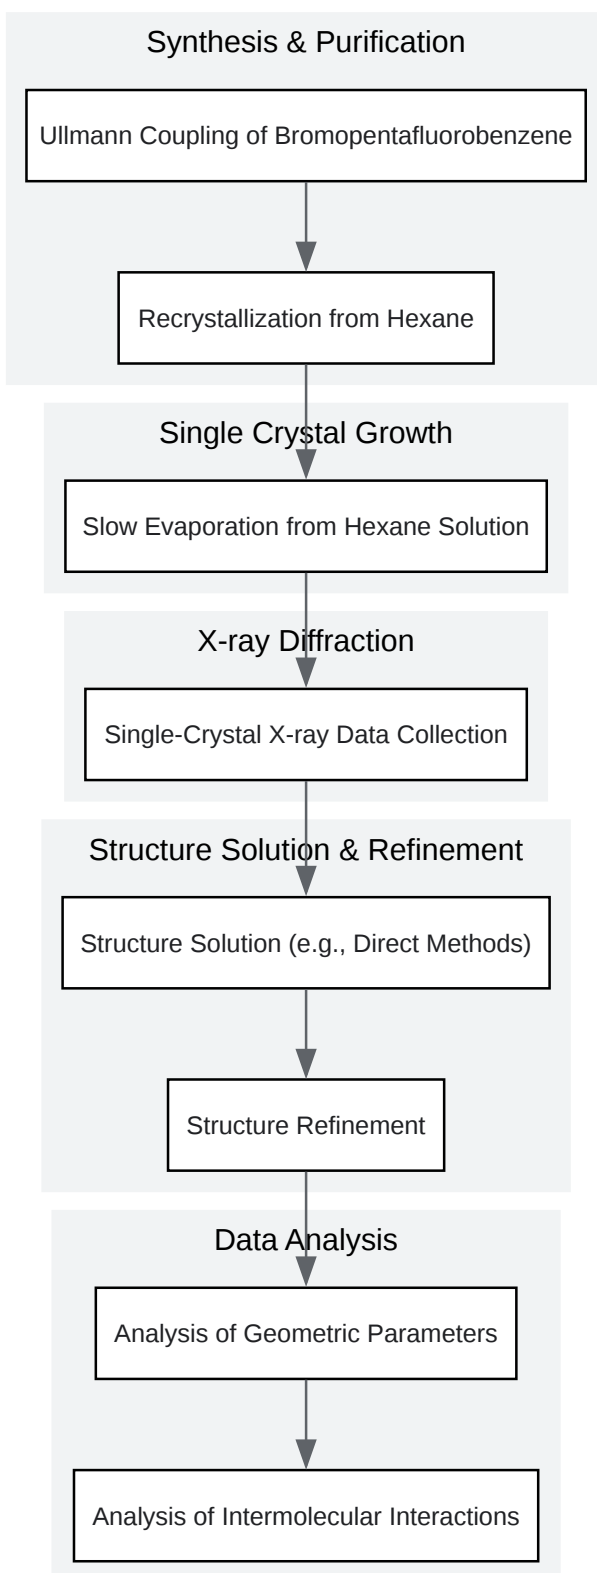 Synthesis & Purification
Ullmann Coupling of Bromopentafluorobenzene
Recrystallization from Hexane
Single Crystal Growth
Slow Evaporation from Hexane Solution
X-ray Diffraction
Single-Crystal X-ray Data Collection
Structure Solution & Refinement
Structure Solution (e.g., Direct Methods)
Structure Refinement
Data Analysis
Analysis of Geometric Parameters
Analysis of Intermolecular Interactions